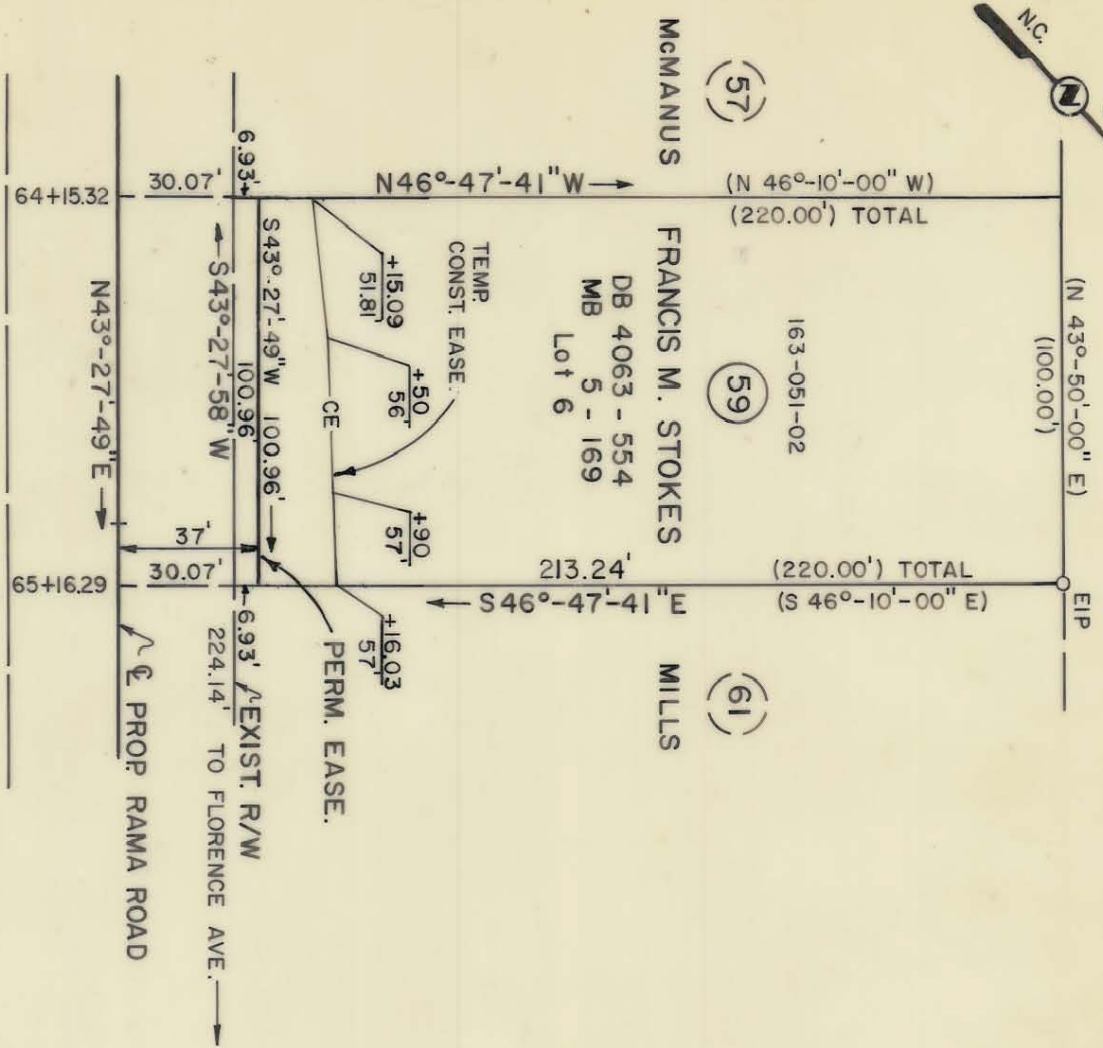 N.C.
N
McMANUS
57
FRANCIS M. STOKES
DB 4063 - 554
MB 5 - 169
Lot 6
59
163-051-02
MILLS
61
(N 43°-50'-00" E)
(100.00')
EIP
N46°-47'-41"W
(N 46°-10'-00" W)
(220.00') TOTAL
213.24'
(220.00') TOTAL
S46°-47'-41"E
(S 46°-10'-00" E)
TEMP.
CONST. EASE.
+15.09
51.81'
+50
56'
+90
57'
+16.03
57'
CE
6.93'
S43°-27'-49"W 100.96'
100.96'
S43°-27'-58"W
30.07'
64+15.32
37'
30.07'
65+16.29
6.93'
PERM. EASE.
EXIST. R/W
224.14' TO FLORENCE AVE.
N43°-27'-49"E
℄ PROP. RAMA ROAD